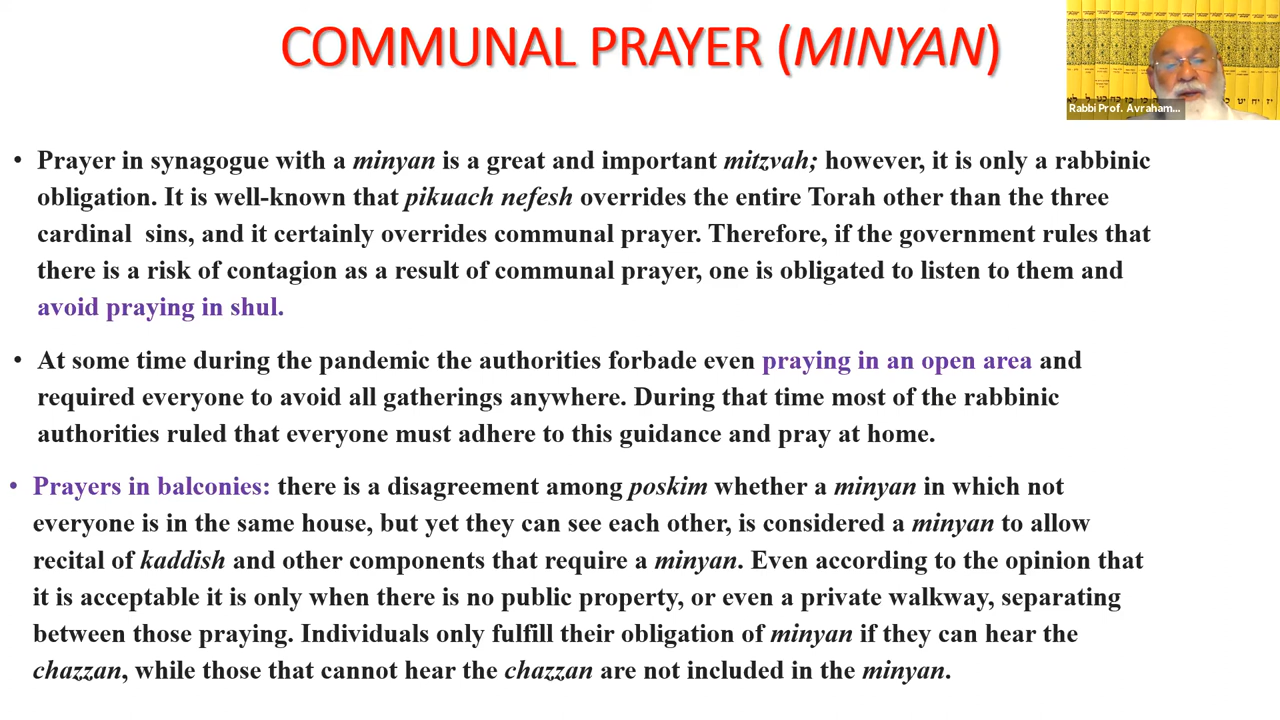 COMMUNAL PRAYER (MINYAN)
Rabbi Prof. Avraham...
• Prayer in synagogue with a minyan is a great and important mitzvah; however, it is only a rabbinic
obligation. It is well-known that pikuach nefesh overrides the entire Torah other than the three
cardinal sins, and it certainly overrides communal prayer. Therefore, if the government rules that
there is a risk of contagion as a result of communal prayer, one is obligated to listen to them and
avoid praying in shul.
• At some time during the pandemic the authorities forbade even praying in an open area and
required everyone to avoid all gatherings anywhere. During that time most of the rabbinic
authorities ruled that everyone must adhere to this guidance and pray at home.
• Prayers in balconies: there is a disagreement among poskim whether a minyan in which not
everyone is in the same house, but yet they can see each other, is considered a minyan to allow
recital of kaddish and other components that require a minyan. Even according to the opinion that
it is acceptable it is only when there is no public property, or even a private walkway, separating
between those praying. Individuals only fulfill their obligation of minyan if they can hear the
chazzan, while those that cannot hear the chazzan are not included in the minyan.